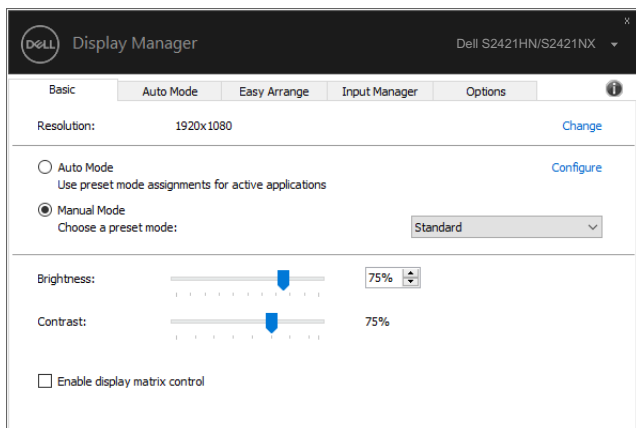 x
DELL Display Manager Dell S2421HN/S2421NX
Basic Auto Mode Easy Arrange Input Manager Options
Resolution: 1920x1080 Change
Auto Mode Configure
Use preset mode assignments for active applications
Manual Mode
Choose a preset mode: Standard
Brightness: 75%
Contrast: 75%
Enable display matrix control